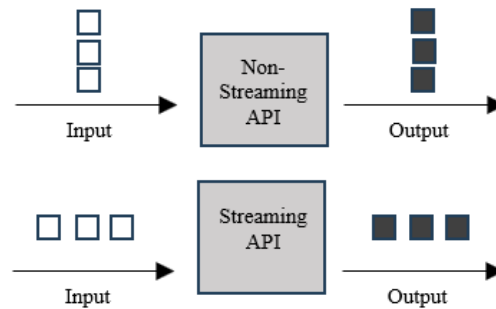 Non-
Streaming
API
Input
Output
Streaming
API
Input
Output